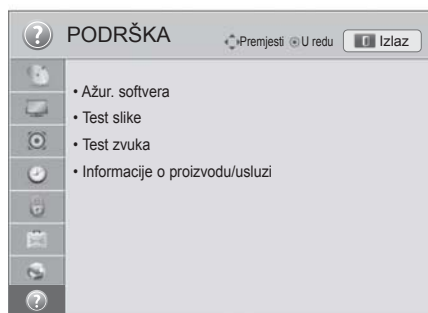 PODRŠKA
Premjesti U redu Izlaz
• Ažur. softvera
• Test slike
• Test zvuka
• Informacije o proizvodu/usluzi